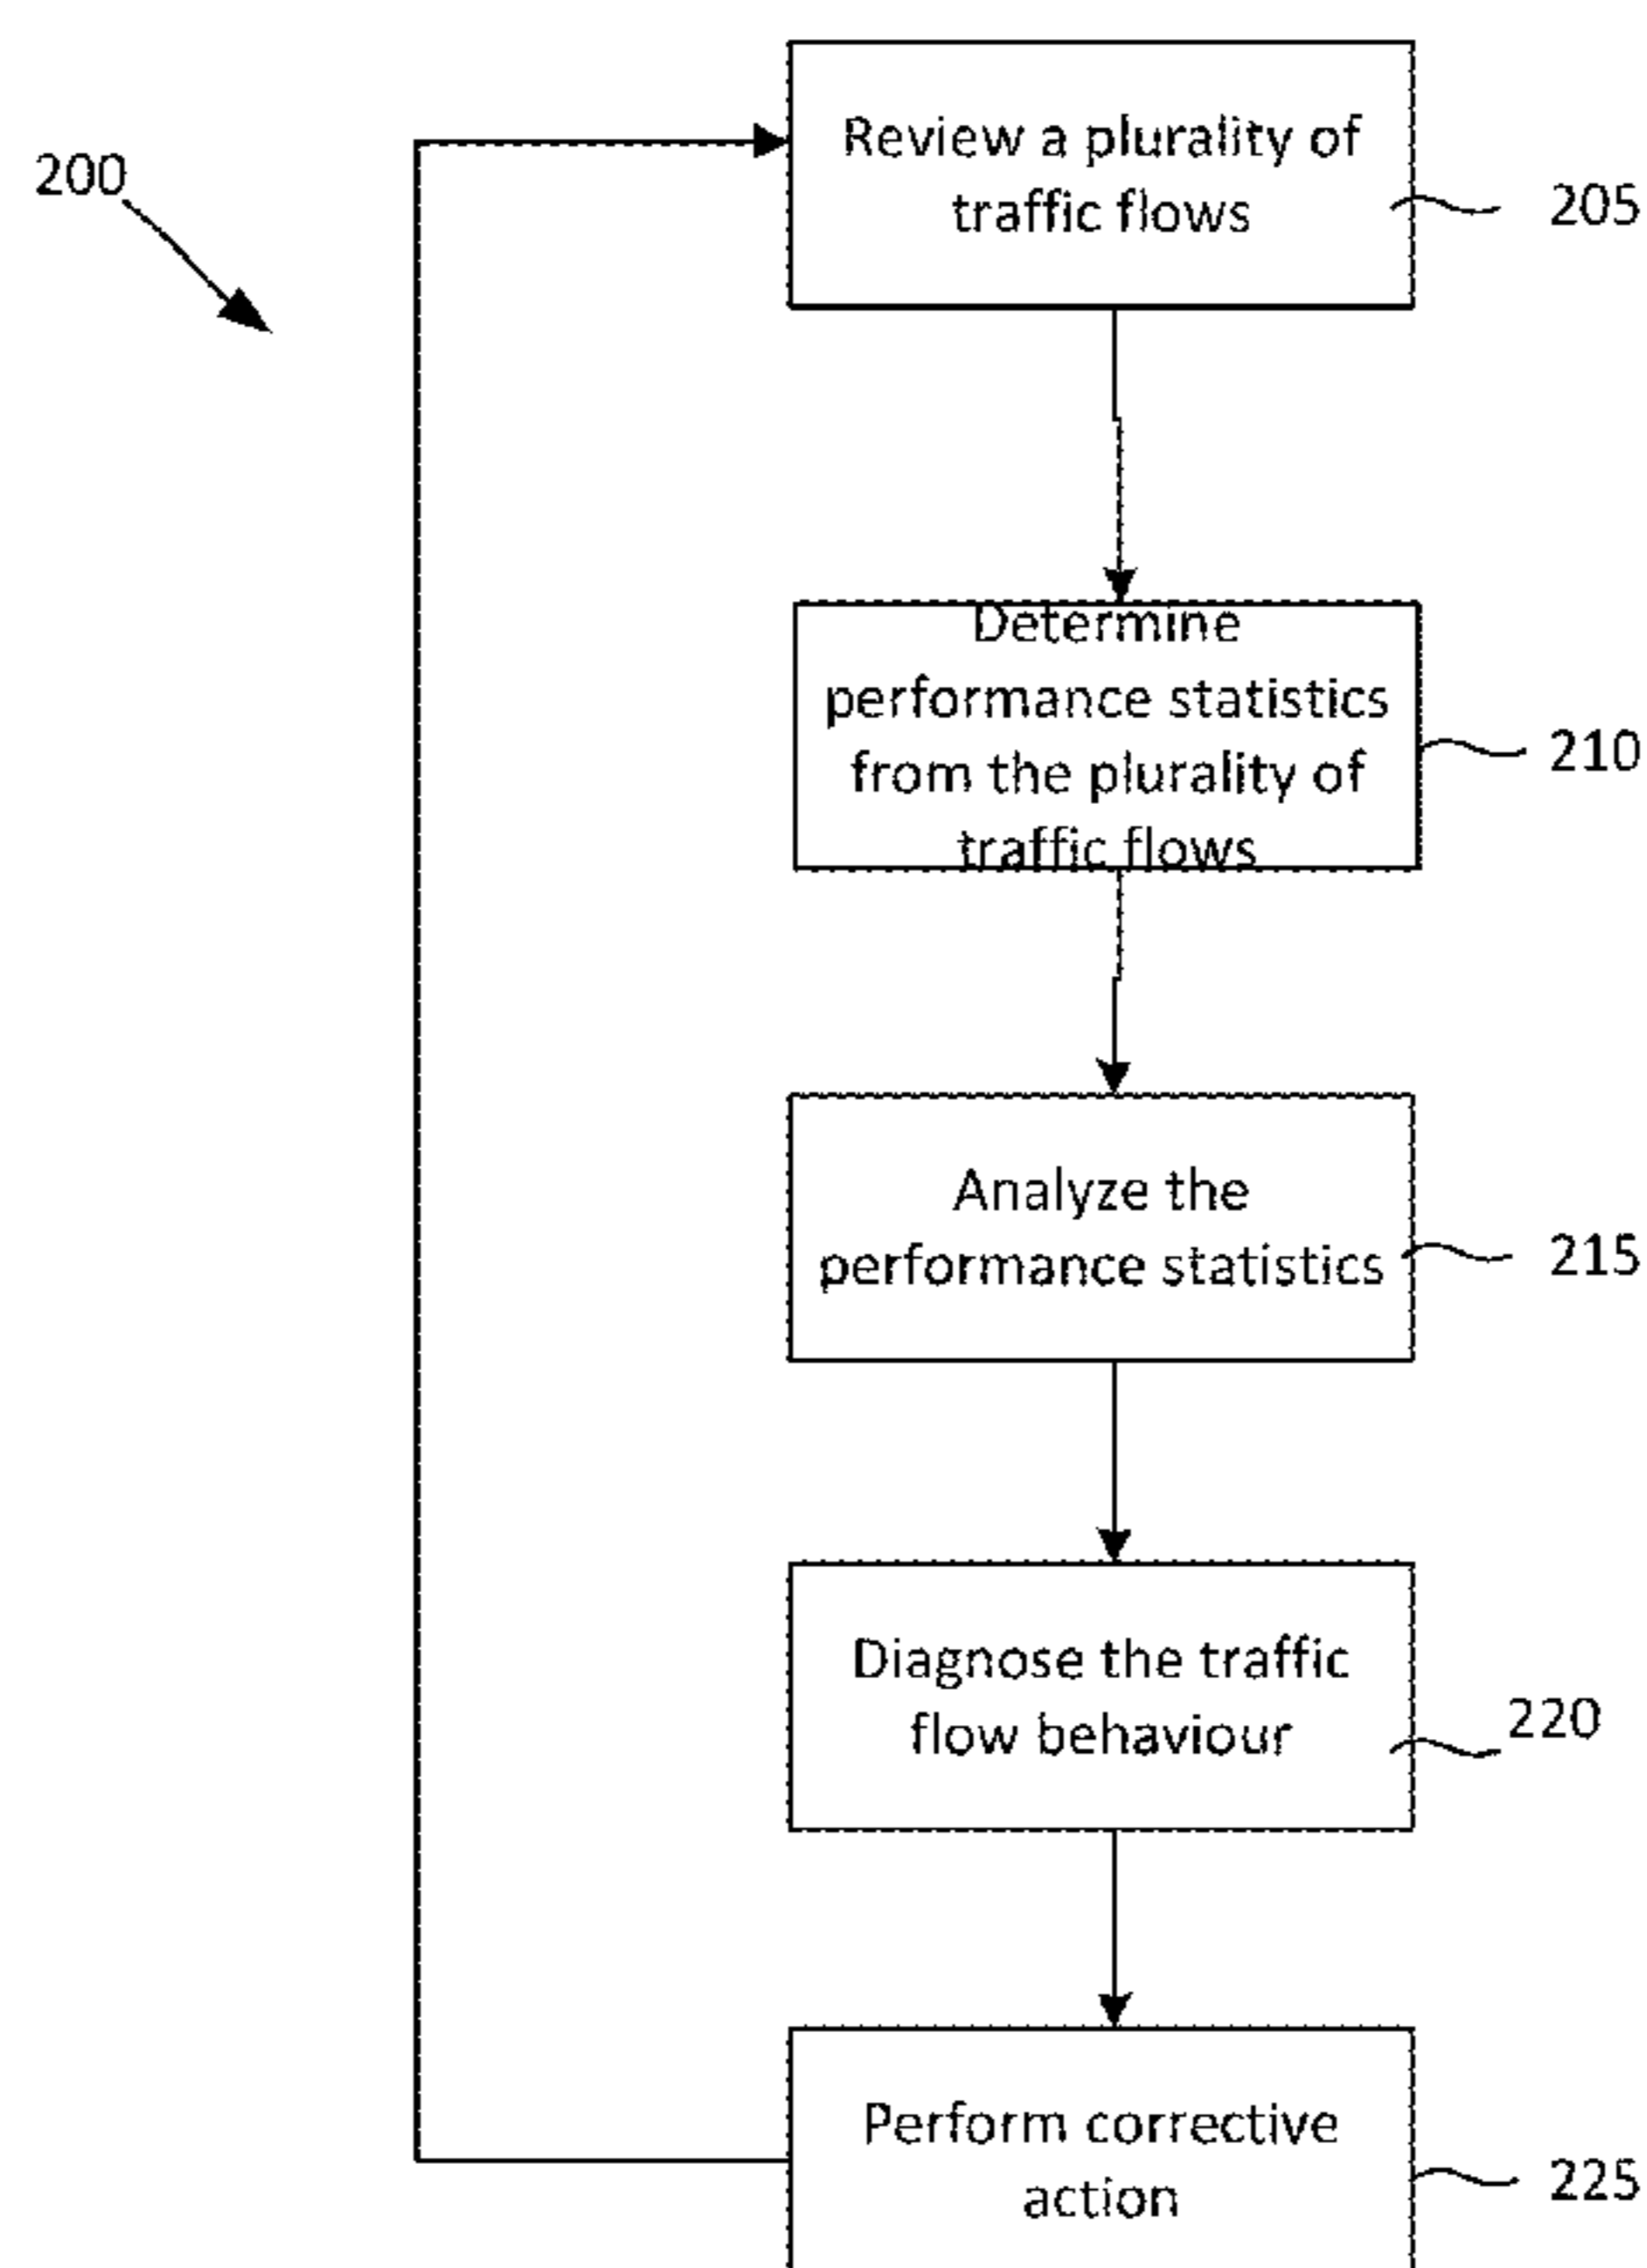 200
Review a plurality of
traffic flows
205
Determine
performance statistics
from the plurality of
traffic flows
210
Analyze the
performance statistics
215
Diagnose the traffic
flow behaviour
220
Perform corrective
action
225